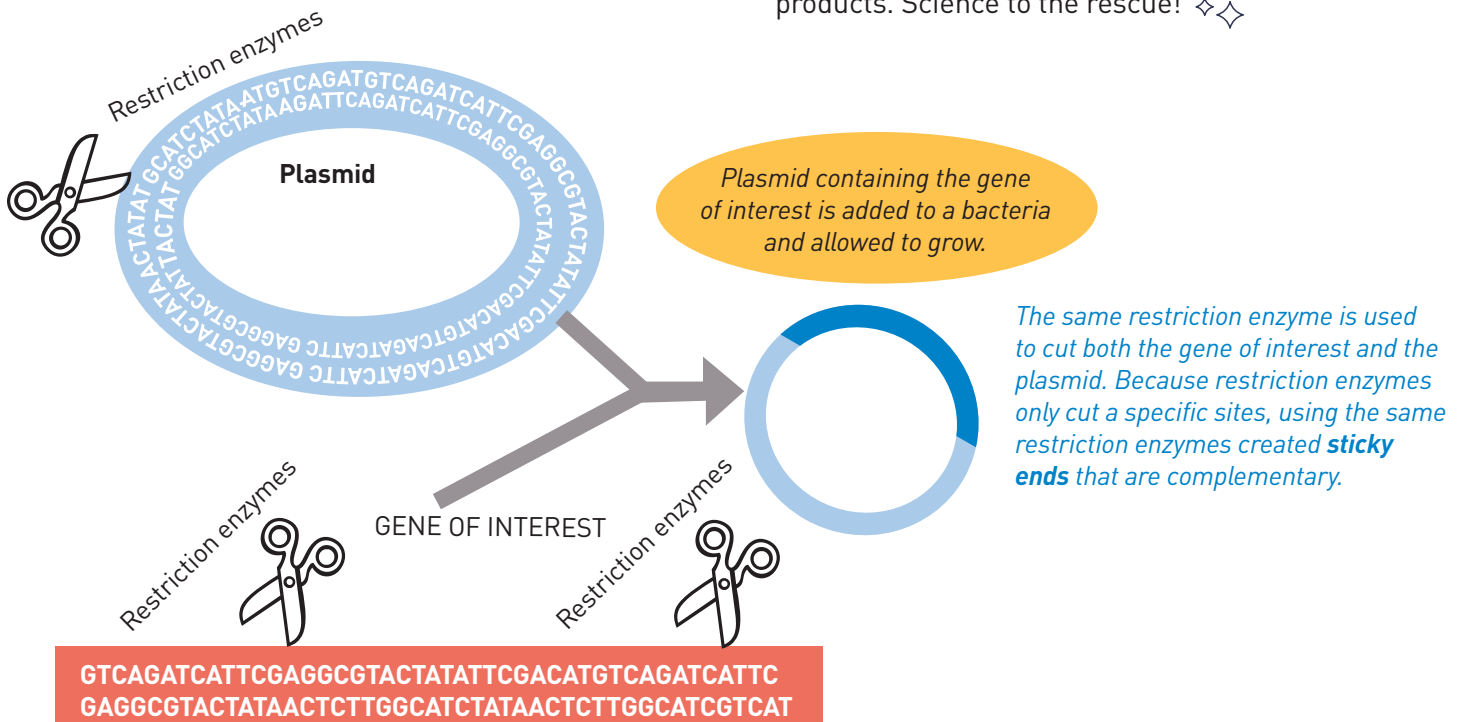 products. Science to the rescue!
Restriction enzymes
Plasmid
Plasmid containing the gene
of interest is added to a bacteria
and allowed to grow.
The same restriction enzyme is used
to cut both the gene of interest and the
plasmid. Because restriction enzymes
only cut a specific sites, using the same
restriction enzymes created sticky
ends that are complementary.
GENE OF INTEREST
Restriction enzymes
Restriction enzymes
GTCAGATCATTCGAGGCGTACTATATTCGACATGTCAGATCATTC
GAGGCGTACTATAACTCTTGGCATCTATAACTCTTGGCATCGTCAT